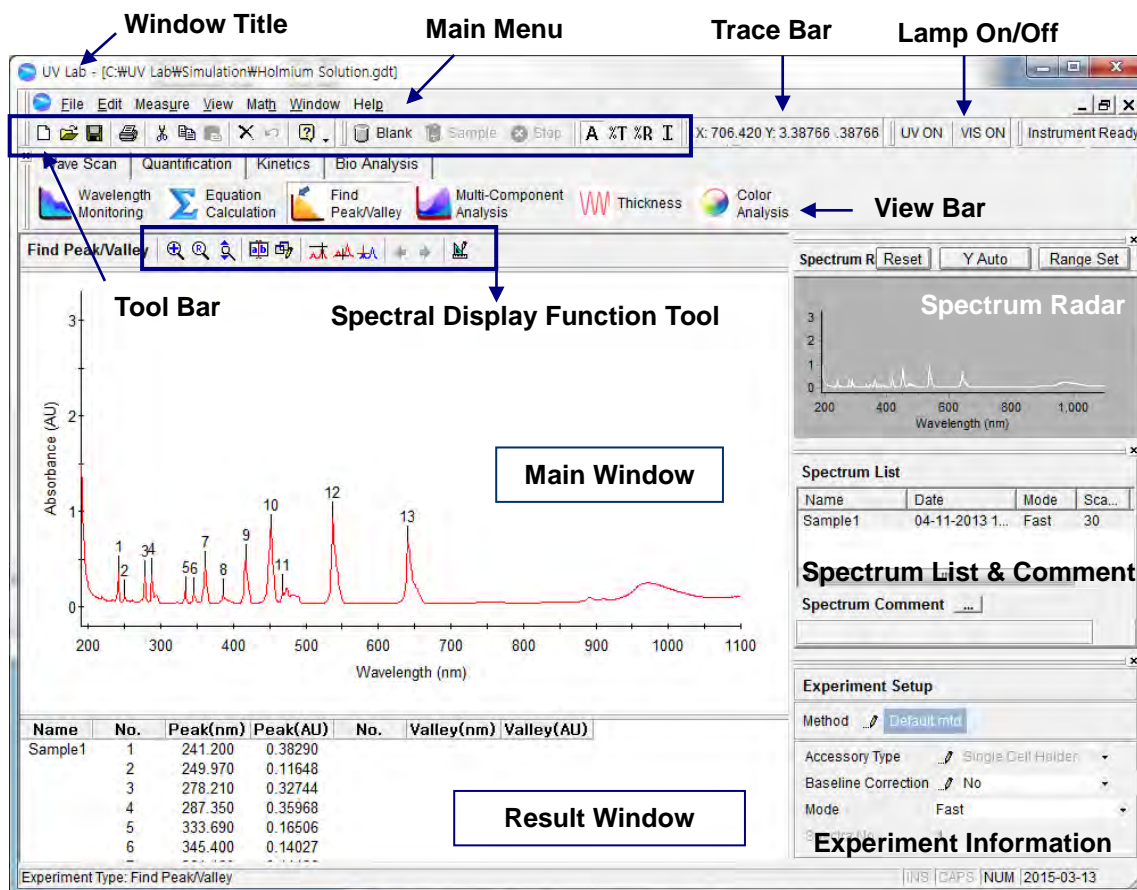 Window Title
Main Menu
Trace Bar
Lamp On/Off
UV Lab - [C:₩UV Lab₩Simulation₩Holmium Solution.gdt]
File Edit Measure View Math Window Help
Blank Sample Stop A %T %R I X: 706.420 Y: 3.38766 .38766 UV ON VIS ON Instrument Ready
Wave Scan Quantification Kinetics Bio Analysis
Wavelength Monitoring
Equation Calculation
Find Peak/Valley
Multi-Component Analysis
Thickness
Color Analysis
View Bar
Find Peak/Valley
Tool Bar
Spectral Display Function Tool
Spectrum R Reset Y Auto Range Set
Spectrum Radar
3
2
1
0
200 400 600 800 1,000
Wavelength (nm)
Absorbance (AU)
3
2
1
0
1 2 3 4 5 6 7 8 9 10 11 12 13
200 300 400 500 600 700 800 900 1000 1100
Wavelength (nm)
Main Window
Spectrum List
Name Date Mode Sca...
Sample1 04-11-2013 1... Fast 30
Spectrum List & Comment
Spectrum Comment ...
Experiment Setup
Method Default.mtd
Accessory Type Single Cell Holder
Baseline Correction No
Mode Fast
Experiment Information
Name No. Peak(nm) Peak(AU) No. Valley(nm) Valley(AU)
Sample1 1 241.200 0.38290
2 249.970 0.11648
3 278.210 0.32744
4 287.350 0.35968
5 333.690 0.16506
6 345.400 0.14027
Result Window
Experiment Type: Find Peak/Valley
INS CAPS NUM 2015-03-13